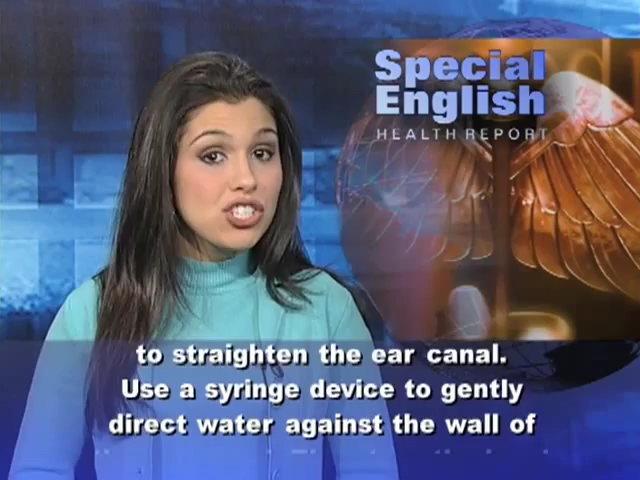 Special
English
HEALTH REPORT
to straighten the ear canal.
Use a syringe device to gently
direct water against the wall of